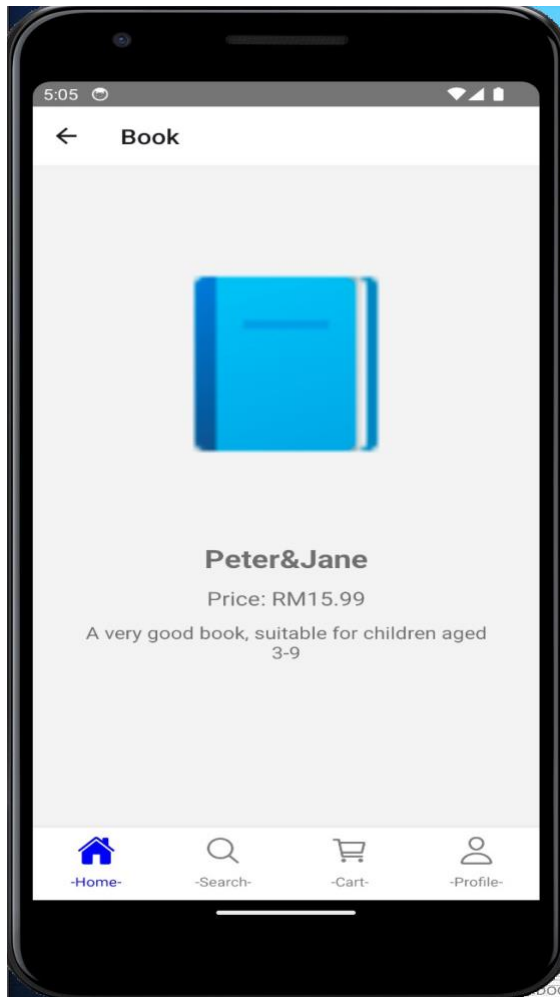 5:05
Book
Peter&Jane
Price: RM15.99
A very good book, suitable for children aged
3-9
-Home-
-Search-
-Cart-
-Profile-